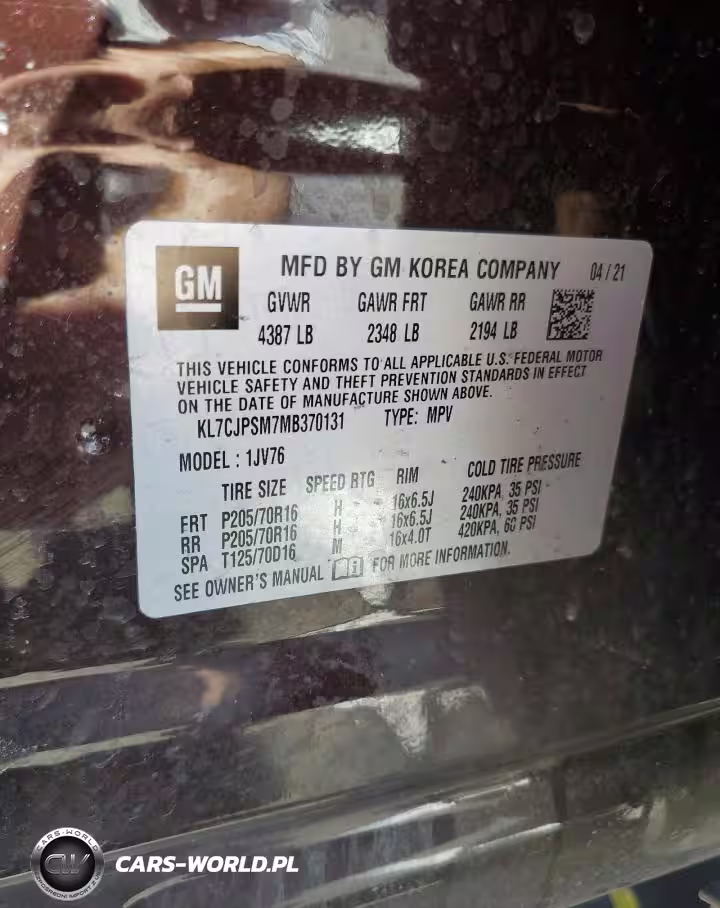 GM
MFD BY GM KOREA COMPANY 04/21
GVWR GAWR FRT GAWR RR
4387 LB 2348 LB 2194 LB
THIS VEHICLE CONFORMS TO ALL APPLICABLE U.S. FEDERAL MOTOR
VEHICLE SAFETY AND THEFT PREVENTION STANDARDS IN EFFECT
ON THE DATE OF MANUFACTURE SHOWN ABOVE.
KL7CJPSM7MB370131 TYPE: MPV
MODEL : 1JV76
TIRE SIZE SPEED RTG RIM COLD TIRE PRESSURE
FRT P205/70R16 H 16x6.5J 240KPA, 35 PSI
RR P205/70R16 H 16x6.5J 240KPA, 35 PSI
SPA T125/70D16 M 16x4.0T 420KPA, 60 PSI
SEE OWNER'S MANUAL FOR MORE INFORMATION.
CARS-WORLD
CW
CARS-WORLD.PL